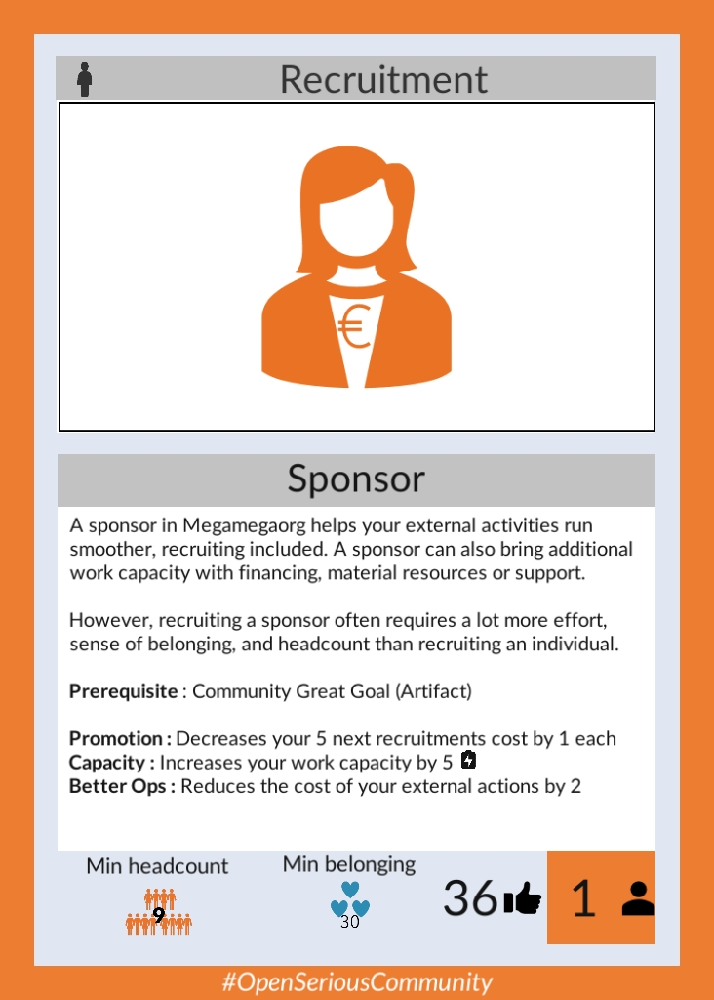 Recruitment
€
Sponsor
A sponsor in Megamegaorg helps your external activities run
smoother, recruiting included. A sponsor can also bring additional
work capacity with financing, material resources or support.
However, recruiting a sponsor often requires a lot more effort,
sense of belonging, and headcount than recruiting an individual.
Prerequisite : Community Great Goal (Artifact)
Promotion : Decreases your 5 next recruitments cost by 1 each
Capacity : Increases your work capacity by 5
Better Ops : Reduces the cost of your external actions by 2
Min headcount
9
Min belonging
30
36
1
#OpenSeriousCommunity